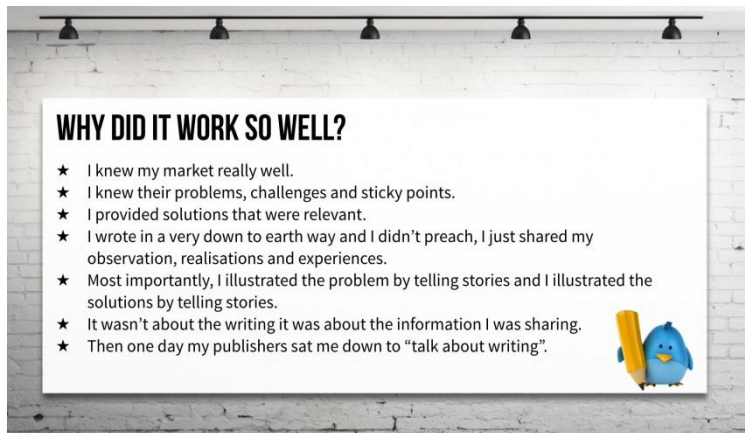 WHY DID IT WORK SO WELL?
★ I knew my market really well.
★ I knew their problems, challenges and sticky points.
★ I provided solutions that were relevant.
★ I wrote in a very down to earth way and I didn't preach, I just shared my
observation, realisations and experiences.
★ Most importantly, I illustrated the problem by telling stories and I illustrated the
solutions by telling stories.
★ It wasn't about the writing it was about the information I was sharing.
★ Then one day my publishers sat me down to “talk about writing”.